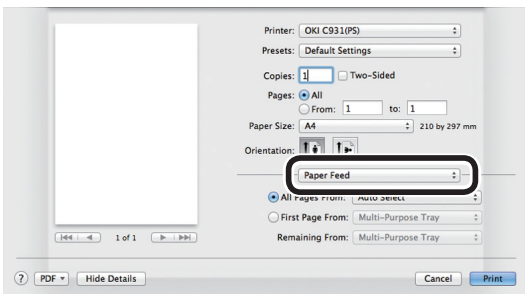 Printer: OKI C931(PS)
Presets: Default Settings
Copies: 1 Two-Sided
Pages: All
From: 1 to: 1
Paper Size: A4 210 by 297 mm
Orientation:
Paper Feed
All Pages From: Auto Select
First Page From: Multi-Purpose Tray
Remaining From: Multi-Purpose Tray
1 of 1
? PDF Hide Details Cancel Print